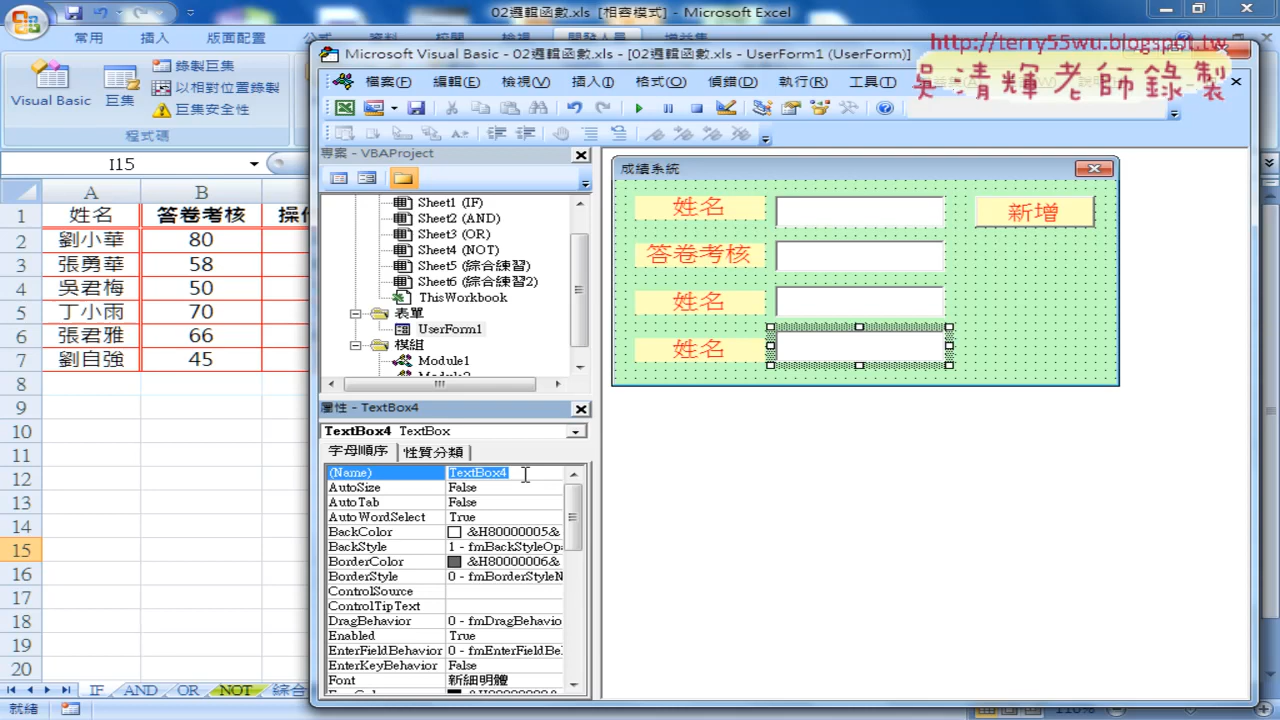 02邏輯函數.xls [相容模式] - Microsoft Excel
常用
插入
版面配置
Visual Basic
巨集
錄製巨集
以相對位置錄製
巨集安全性
程式碼
I15
A
B
1 姓名 答卷考核
2 劉小華 80
3 張勇華 58
4 吳君梅 50
5 丁小雨 70
6 張君雅 66
7 劉自強 45
8
9
10
11
12
13
14
15
16
17
18
19
20
IF AND OR NOT
就緒
110%
Microsoft Visual Basic - 02邏輯函數.xls - [02邏輯函數.xls - UserForm1 (UserForm)]
http://terry55wu.blogspot.tw
吳清輝老師錄製
檔案(F) 編輯(E) 檢視(V) 插入(I) 格式(O) 偵錯(D) 執行(R) 工具(T)
專案 - VBAProject
Sheet1 (IF)
Sheet2 (AND)
Sheet3 (OR)
Sheet4 (NOT)
Sheet5 (綜合練習)
Sheet6 (綜合練習2)
ThisWorkbook
表單
UserForm1
模組
Module1
屬性 - TextBox4
TextBox4 TextBox
字母順序 性質分類
(Name) TextBox4
AutoSize False
AutoTab False
AutoWordSelect True
BackColor &H80000005&
BackStyle 1 - fmBackStyleOp
BorderColor &H80000006&
BorderStyle 0 - fmBorderStyleN
ControlSource
ControlTipText
DragBehavior 0 - fmDragBehavio
Enabled True
EnterFieldBehavior 0 - fmEnterFieldBe
EnterKeyBehavior False
Font 新細明體
成績系統
姓名
新增
答卷考核
姓名
姓名